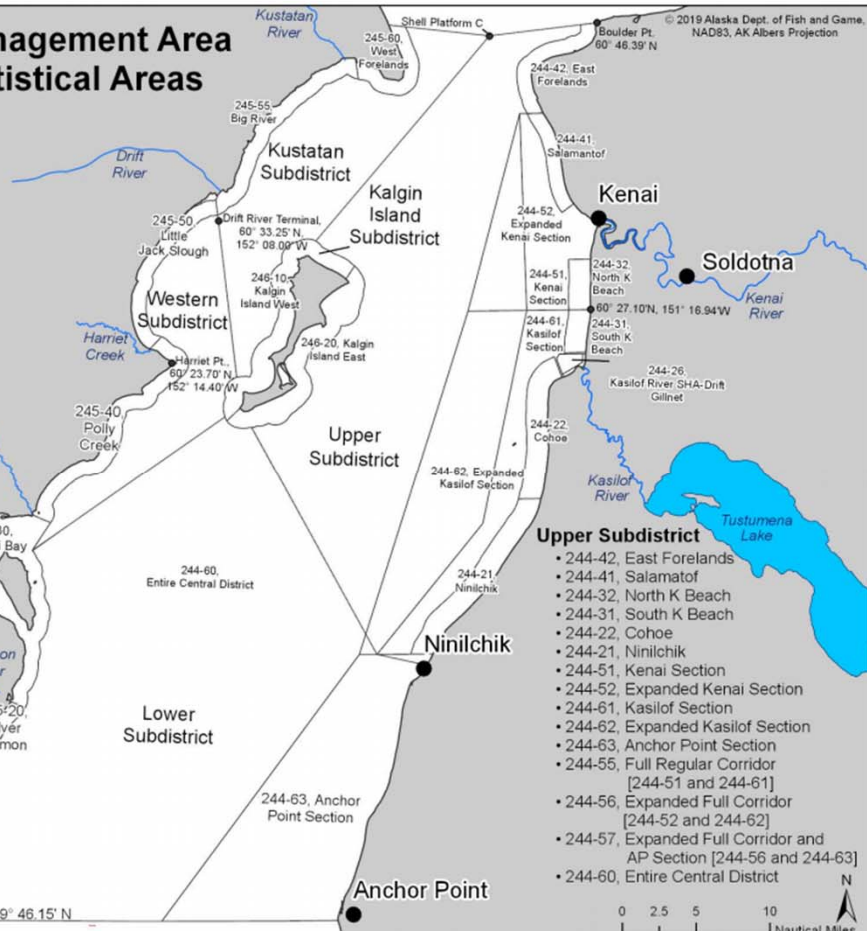 nagement Area
tistical Areas
© 2019 Alaska Dept. of Fish and Game,
NAD83, AK Albers Projection
Kustatan
River
Shell Platform C
Boulder Pt.
60° 46.39' N
245-60,
West
Forelands
244-42, East
Forelands
245-55,
Big River
244-41,
Salamantof
Kustatan
Subdistrict
Drift
River
Kalgin
Island
Subdistrict
Kenai
Drift River Terminal,
60° 33.25' N,
152° 08.00' W
245-50,
Little
Jack Slough
244-52,
Expanded
Kenai Section
Soldotna
Kenai
River
246-10,
Kalgin
Island West
244-51,
Kenai
Section
244-32,
North K
Beach
Western
Subdistrict
60° 27.10'N, 151° 16.94'W
244-61,
Kasilof
Section
244-31,
South K
Beach
Harriet
Creek
246-20, Kalgin
Island East
Harriet Pt.,
60° 23.70' N,
152° 14.40' W
244-26,
Kasilof River SHA-Drift
Gillnet
245-40,
Polly
Creek
244-22,
Cohoe
Upper
Subdistrict
244-62, Expanded
Kasilof Section
Kasilof
River
Tustumena
Lake
Bay
244-60,
Entire Central District
244-21,
Ninilchik
Upper Subdistrict
• 244-42, East Forelands
• 244-41, Salamatof
• 244-32, North K Beach
• 244-31, South K Beach
• 244-22, Cohoe
• 244-21, Ninilchik
• 244-51, Kenai Section
• 244-52, Expanded Kenai Section
• 244-61, Kasilof Section
• 244-62, Expanded Kasilof Section
• 244-63, Anchor Point Section
• 244-55, Full Regular Corridor
[244-51 and 244-61]
• 244-56, Expanded Full Corridor
[244-52 and 244-62]
• 244-57, Expanded Full Corridor and
AP Section [244-56 and 244-63]
• 244-60, Entire Central District
Ninilchik
on
r
5-20,
lver
mon
Lower
Subdistrict
244-63, Anchor
Point Section
Anchor Point
9° 46.15' N
N
0 2.5 5 10
Nautical Miles